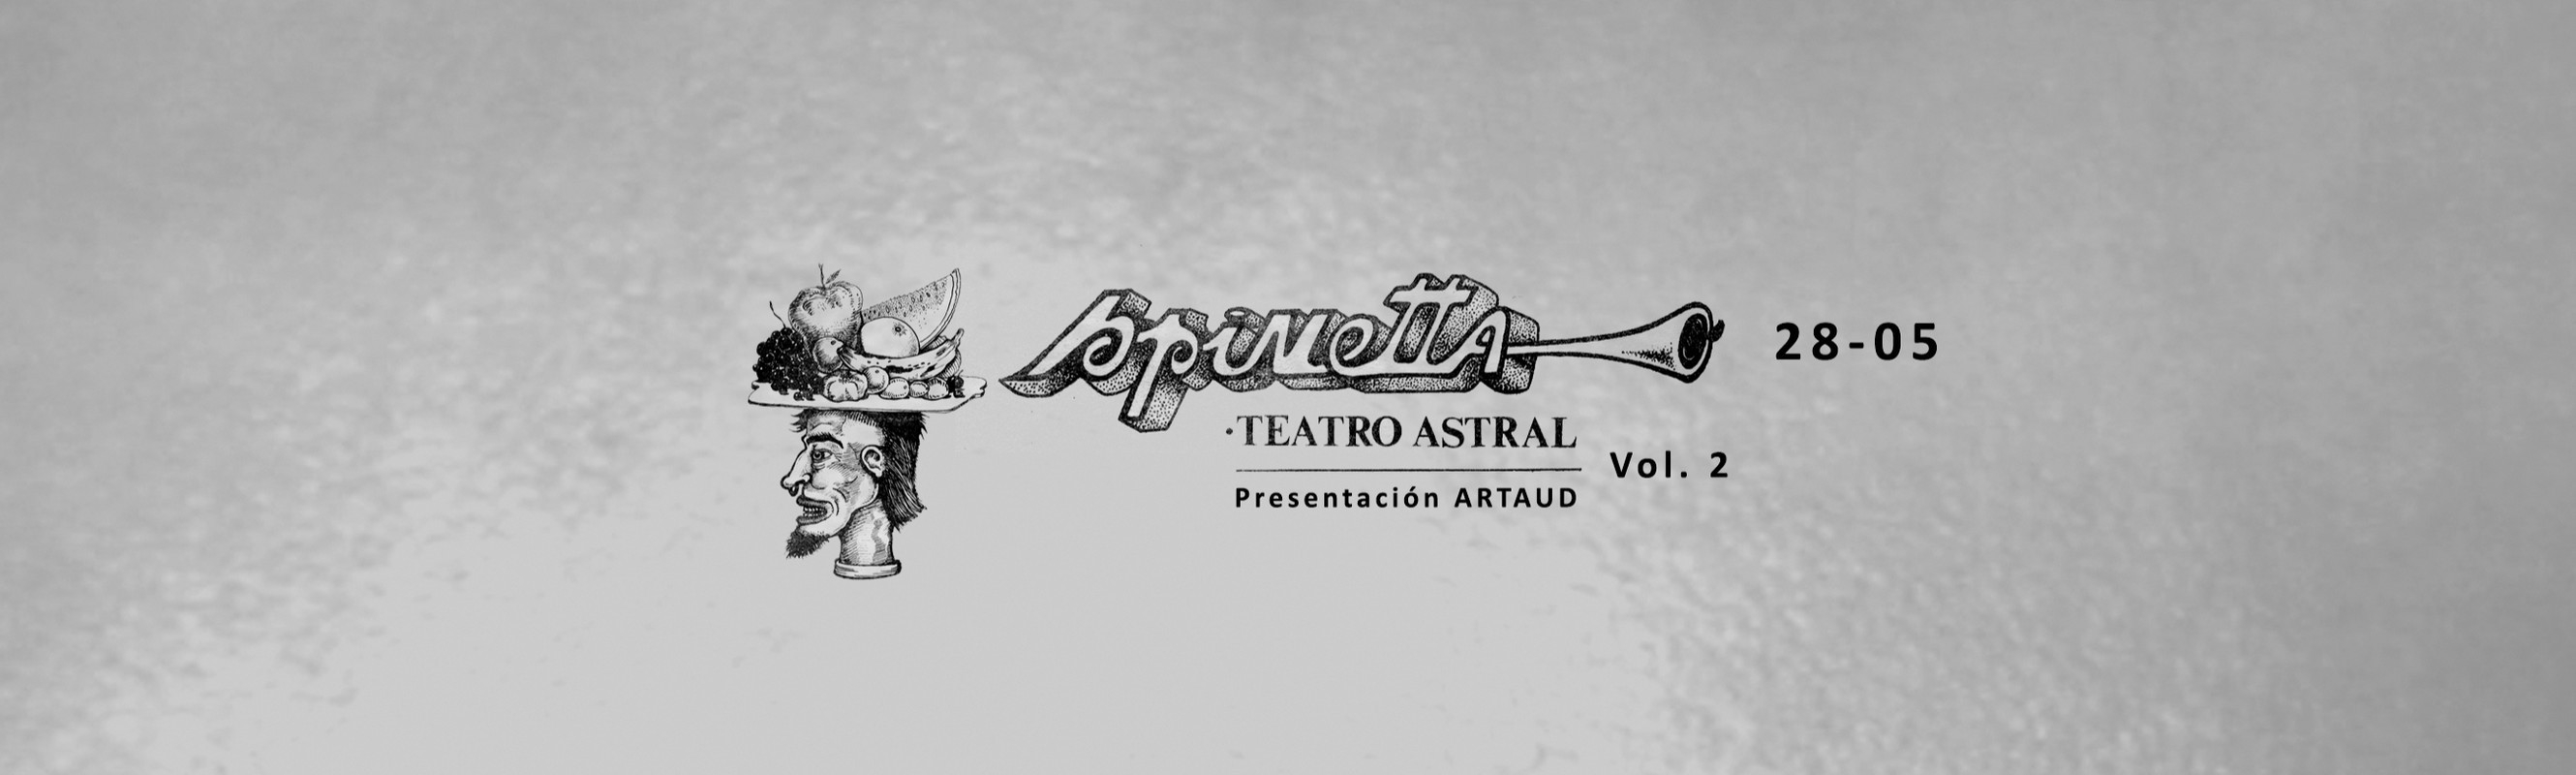 Spinetta
28-05
·TEATRO ASTRAL
Vol. 2
Presentación ARTAUD